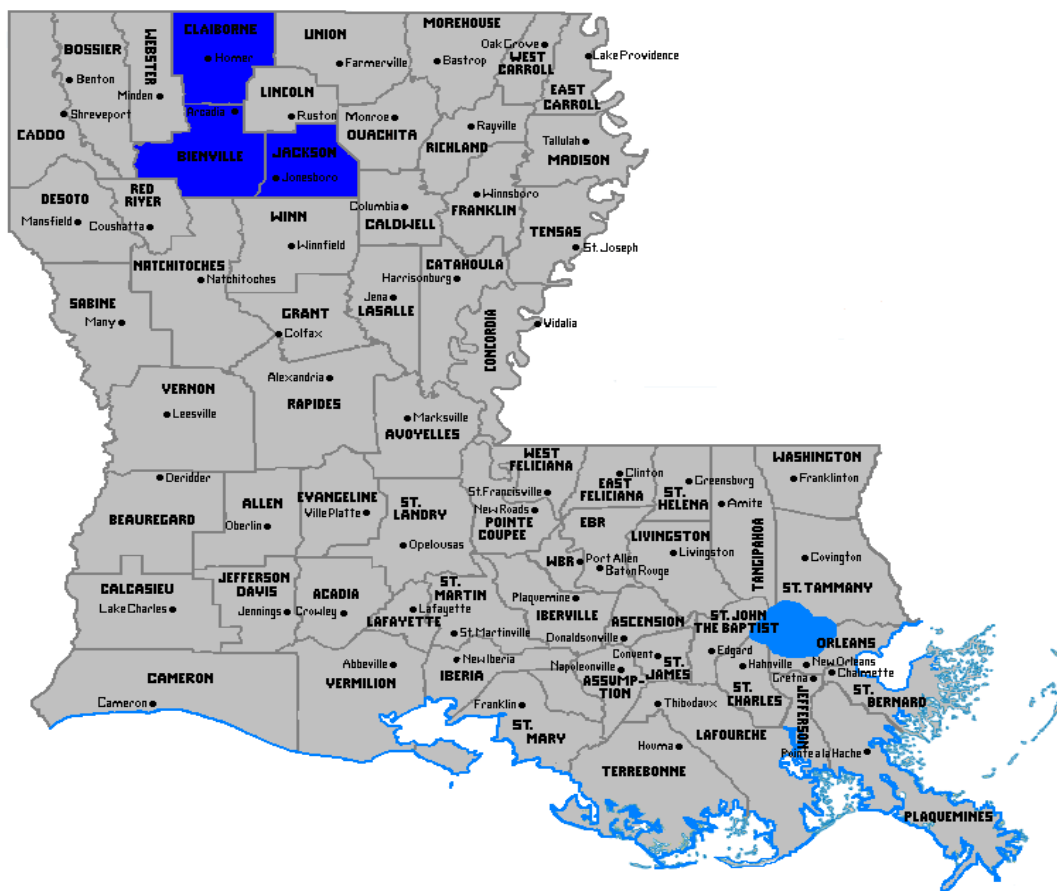 MOREHOUSE
CLAIBORNE
UNION
Oak Grove
BOSSIER
WEBSTER
Homer
Farmerville
Bastrop
WEST
CARROLL
Lake Providence
Benton
Minden
LINCOLN
EAST
CARROLL
Shreveport
Arcadia
Ruston
Monroe
Rayville
CADDO
OUACHITA
Tallulah
RICHLAND
MADISON
BIENVILLE
JACKSON
Jonesboro
RED
RIVER
Winnsboro
DESOTO
Columbia
FRANKLIN
Mansfield
Coushatta
WINN
CALDWELL
TENSAS
Winnfield
St. Joseph
NATCHITOCHES
CATAHOULA
Natchitoches
Harrisonburg
SABINE
Jena
LASALLE
GRANT
Many
Colfax
CONCORDIA
Vidalia
Alexandria
VERNON
RAPIDES
Leesville
Marksville
AVOYELLES
WEST
FELICIANA
WASHINGTON
Deridder
Clinton
Greensburg
Franklinton
EAST
FELICIANA
ST.
HELENA
ALLEN
EVANGELINE
ST.
LANDRY
St. Francisville
Amite
BEAUREGARD
Oberlin
Ville Platte
New Roads
POINTE
COUPEE
EBR
LIVINGSTON
TANGIPAHOA
Opelousas
WBR
Port Allen
Baton Rouge
Livingston
Covington
CALCASIEU
JEFFERSON
DAVIS
ACADIA
ST.
MARTIN
ST. TAMMANY
Lake Charles
Jennings
Crowley
Lafayette
LAFAYETTE
Plaquemine
IBERVILLE
ASCENSION
ST. JOHN
THE BAPTIST
St. Martinville
Donaldsonville
ORLEANS
Edgard
Convent
New Orleans
Abbeville
New Iberia
Napoleonville
Hahnville
Chalmette
CAMERON
VERMILION
IBERIA
ASSUMP-
TION
ST.
JAMES
Gretna
ST.
CHARLES
ST.
BERNARD
Cameron
Franklin
Thibodaux
JEFFERSON
ST.
MARY
LAFOURCHE
Houma
Pointe a la Hache
TERREBONNE
PLAQUEMINES